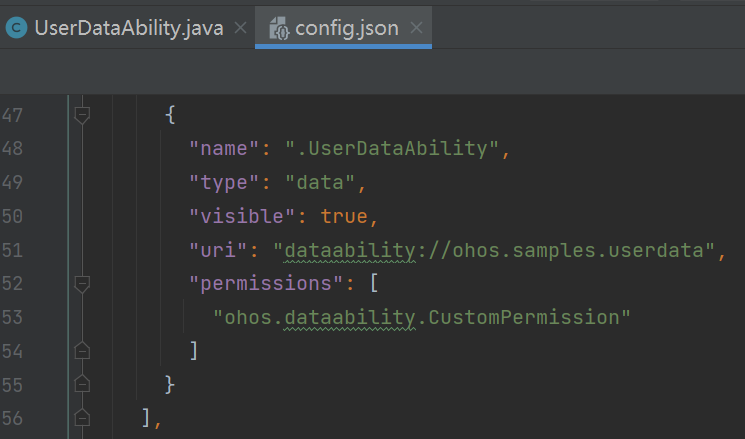 UserDataAbility.java
config.json
47 {
48 "name": ".UserDataAbility",
49 "type": "data",
50 "visible": true,
51 "uri": "dataability://ohos.samples.userdata",
52 "permissions": [
53 "ohos.dataability.CustomPermission"
54 ]
55 }
56 ],